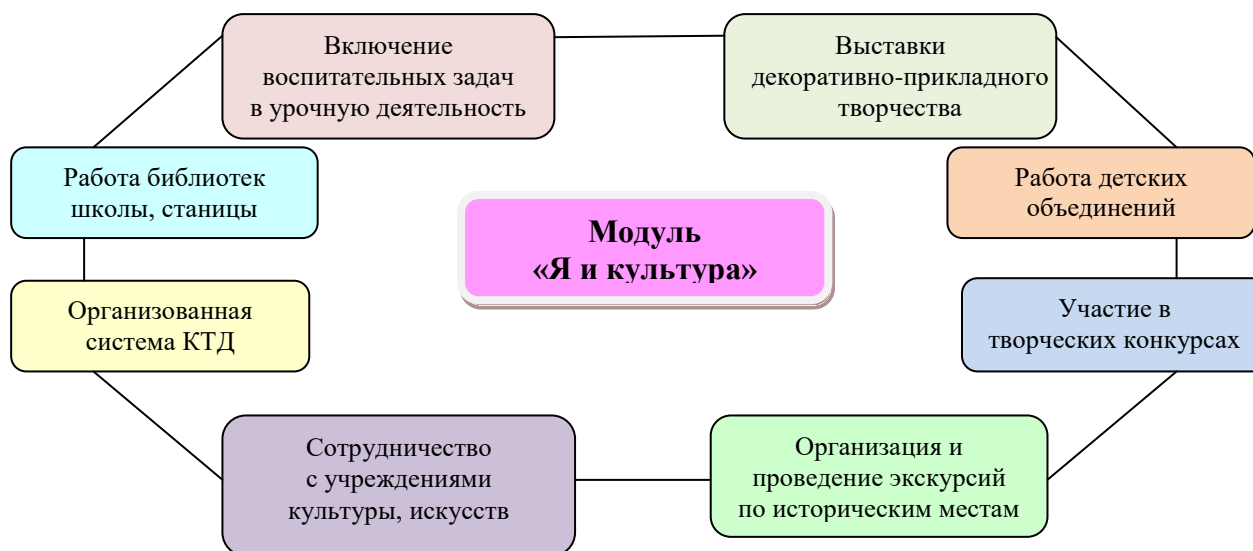 Включение
воспитательных задач
в урочную деятельность
Выставки
декоративно-прикладного
творчества
Работа библиотек
школы, станицы
Работа детских
объединений
Модуль
«Я и культура»
Организованная
система КТД
Участие в
творческих конкурсах
Сотрудничество
с учреждениями
культуры, искусств
Организация и
проведение экскурсий
по историческим местам